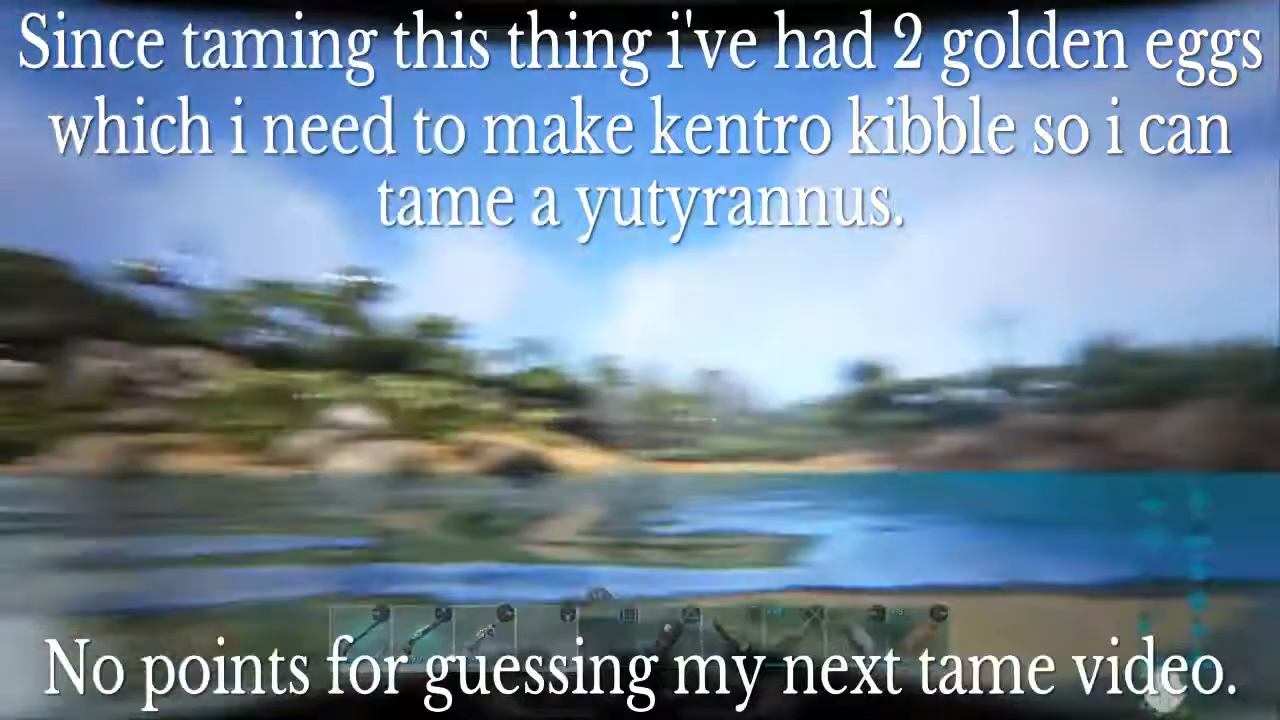 Since taming this thing i've had 2 golden eggs
which i need to make kentro kibble so i can
tame a yutyrannus.
No points for guessing my next tame video.